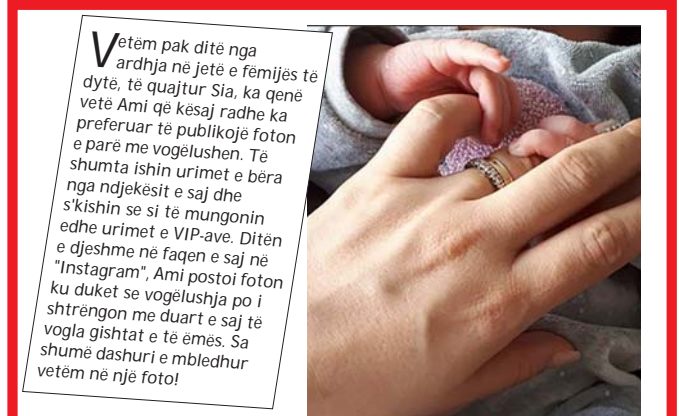 Vetëm pak ditë nga
ardhja në jetë e fëmijës të
dytë, të quajtur Sia, ka qenë
vetë Ami që kësaj radhe ka
preferuar të publikojë foton
e parë me vogëlushen. Të
shumta ishin urimet e bëra
nga ndjekësit e saj dhe
s'kishin se si të mungonin
edhe urimet e VIP-ave. Ditën
e djeshme në faqen e saj në
"Instagram", Ami postoi foton
ku duket se vogëlushja po i
shtrëngon me duart e saj të
vogla gishtat e të ëmës. Sa
shumë dashuri e mbledhur
vetëm në një foto!